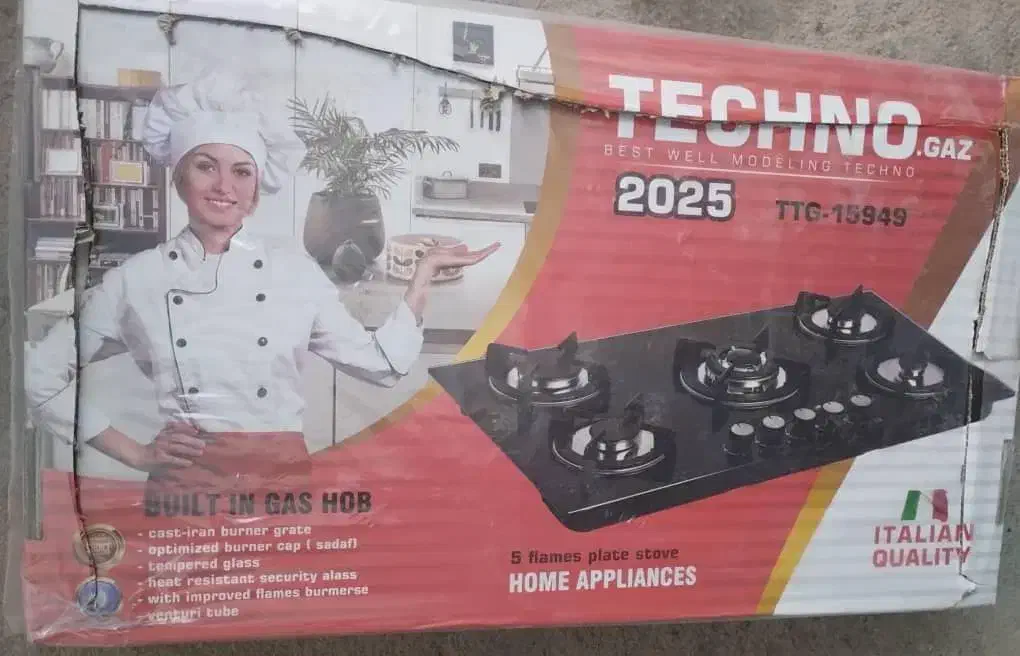 TECHNO.GAZ
BEST WELL MODELING TECHNO
2025 TTG-15949
BUILT IN GAS HOB
- cast-iran burner grate
- optimized burner cap ( sadaf)
- tempered glass
- heat resistant security alass
- with improved flames burmerse
- venturi tube
5 flames plate stove
HOME APPLIANCES
ITALIAN
QUALITY